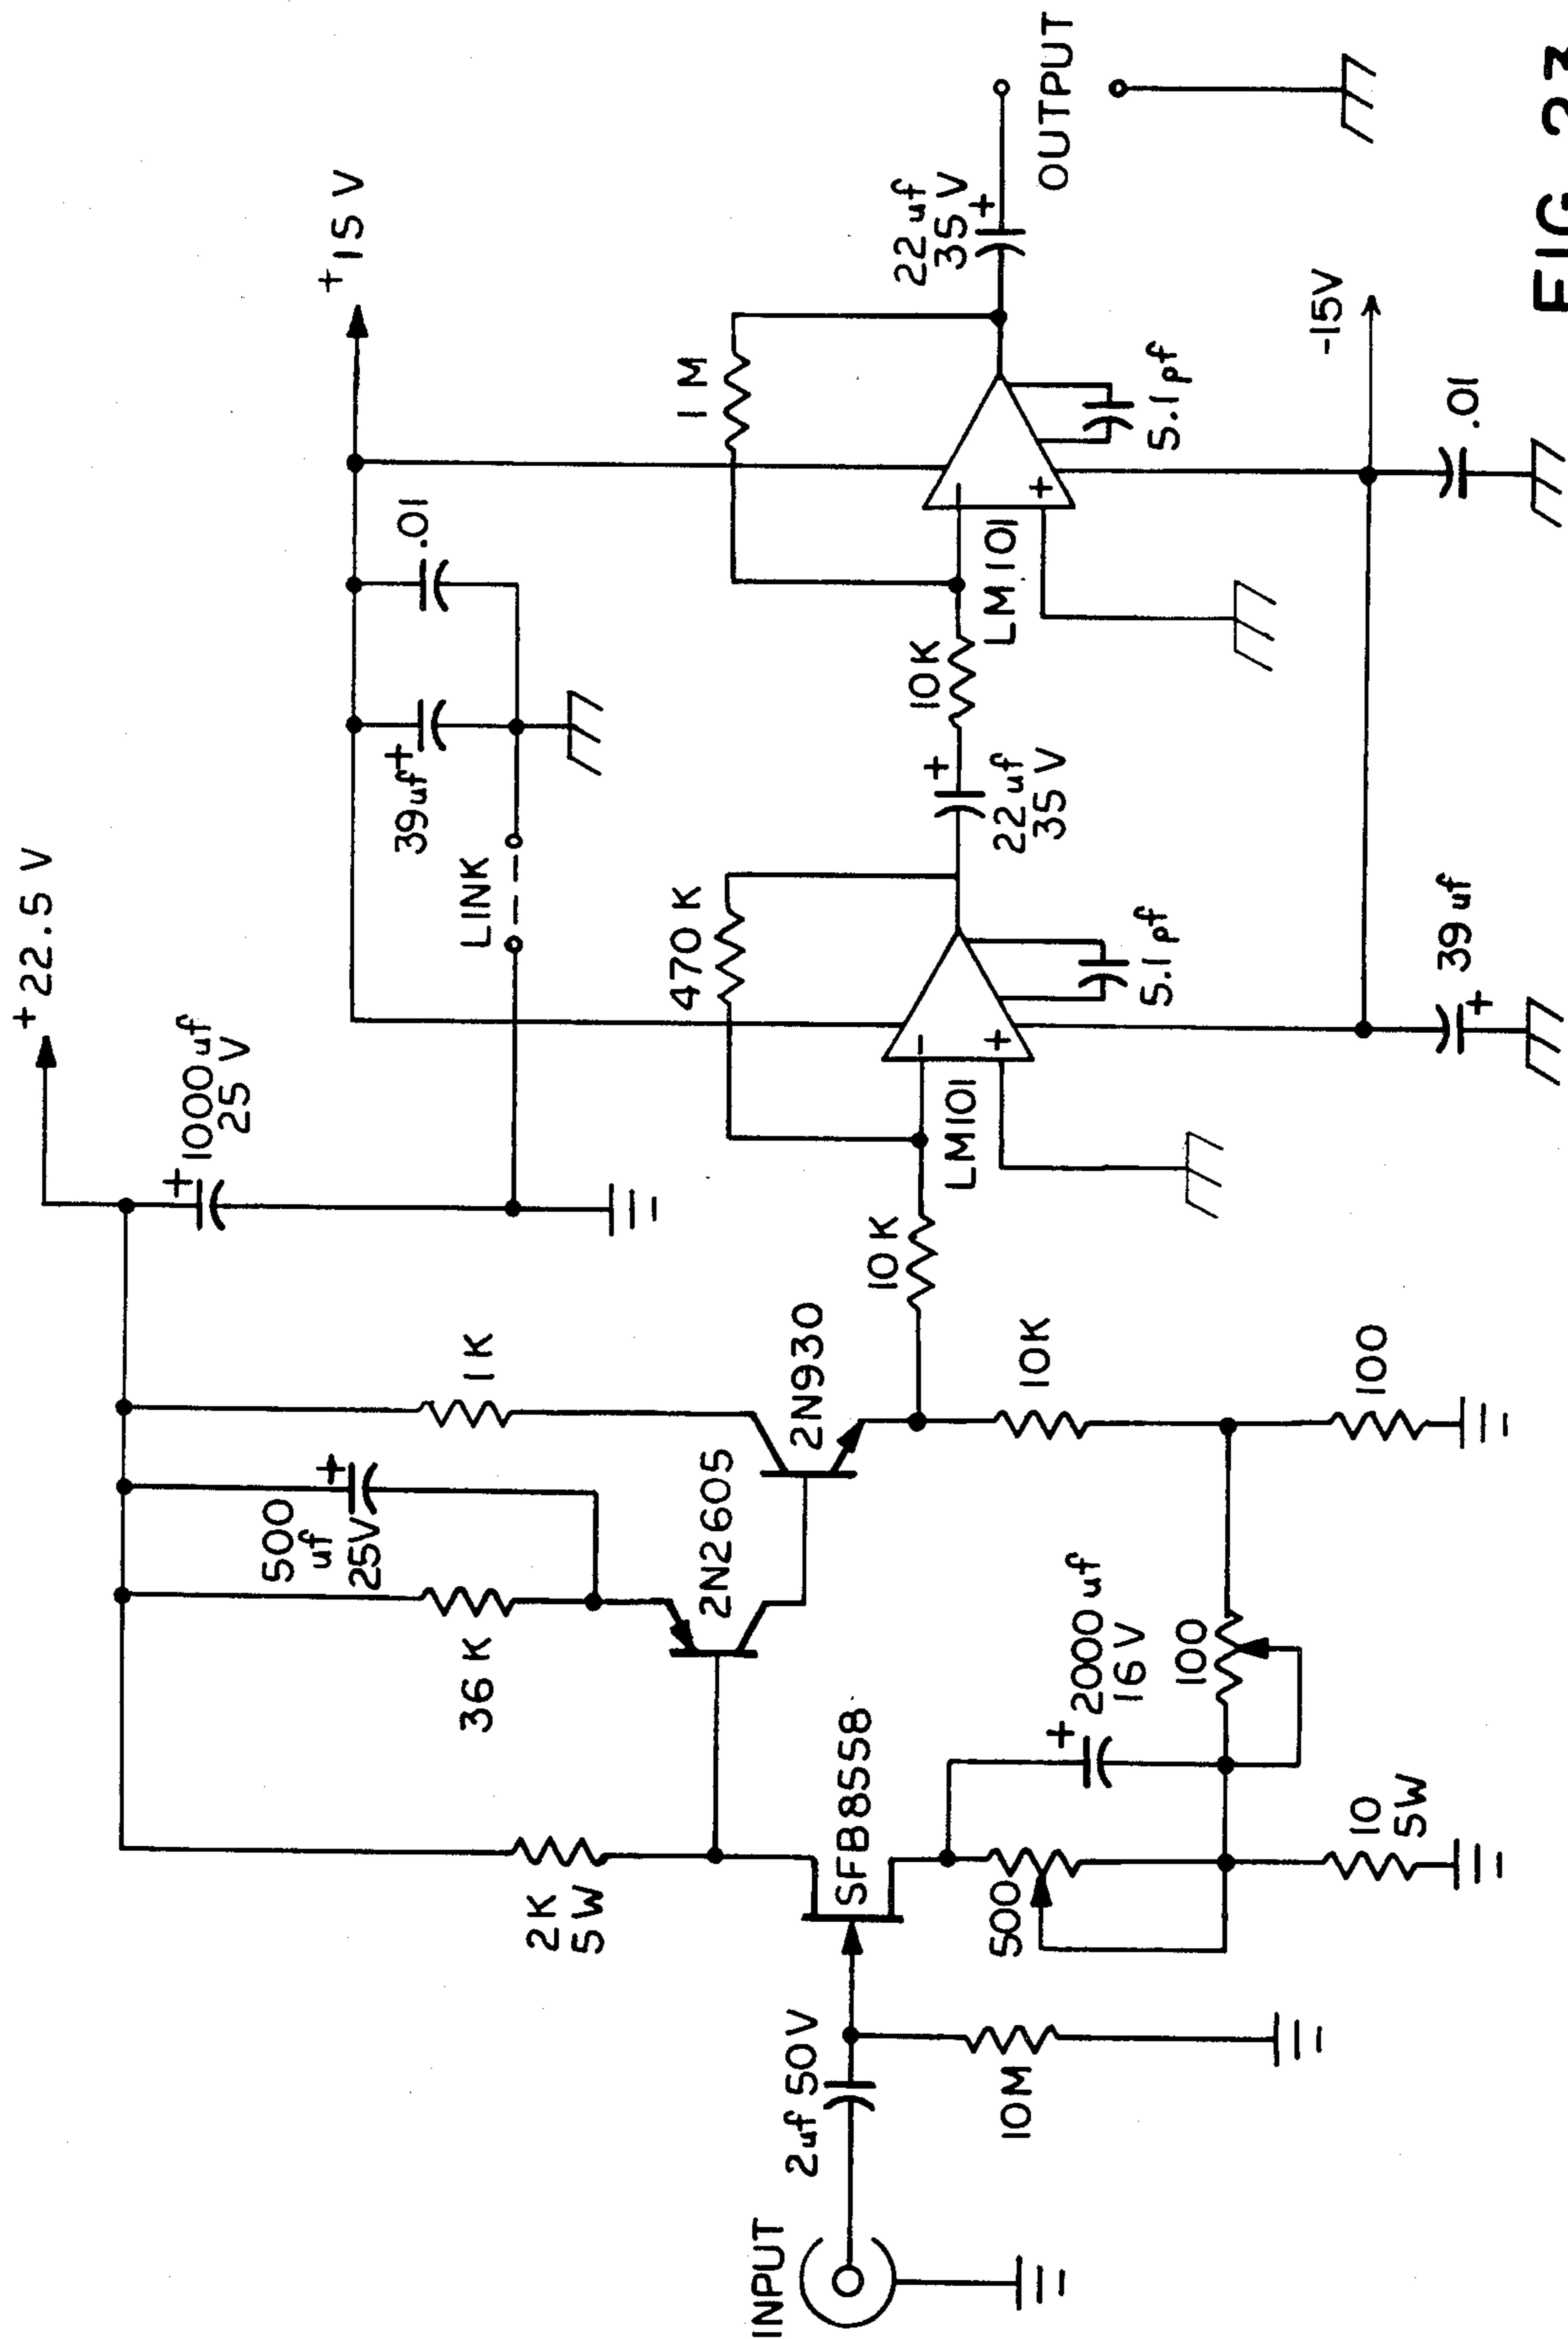 +22.5 V
+15 V
1000uf
25 V
39uf
+
.01
LINK
1K
500
uf
25V
+
+
36 K
2N2605
2N930
2K
5W
470 K
1 M
22uf
35 V
+
OUTPUT
INPUT
2uf 50V
SFB8558
10K
−
+
LM101
5.1pf
+
22uf
35 V
10K
−
+
LM101
5.1pf
10M
500
+
2000uf
16V
100
10K
10
5W
100
-15V
39uf
+
.01
FIG. 23